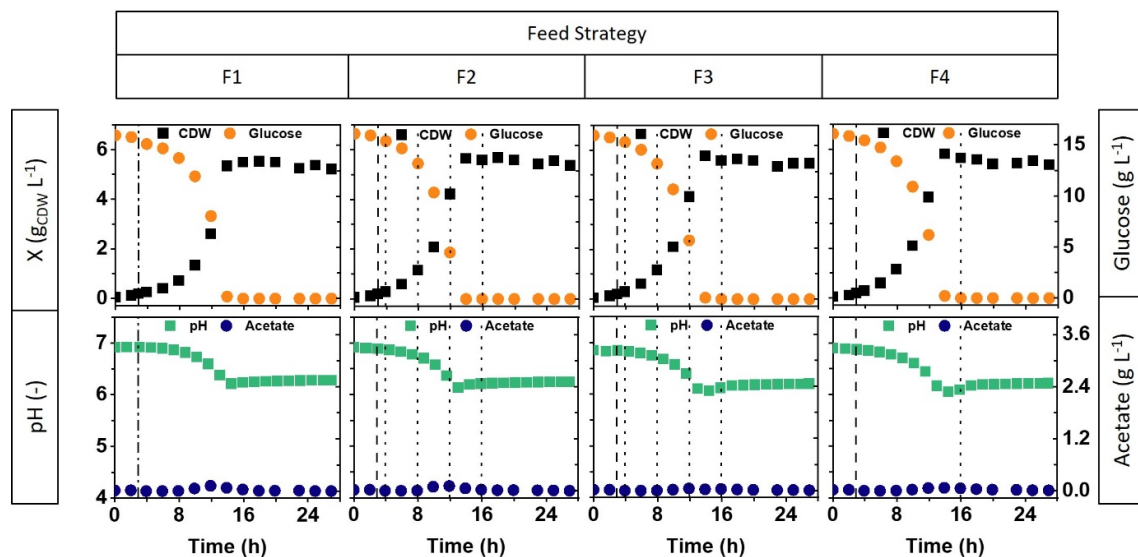 Feed Strategy
F1 F2 F3 F4
CDW Glucose CDW Glucose CDW Glucose CDW Glucose
X (gCDW L-1)
6
4
2
0
Glucose (g L-1)
15
10
5
0
pH Acetate pH Acetate pH Acetate pH Acetate
pH (-)
7
6
5
4
Acetate (g L-1)
3.6
2.4
1.2
0.0
0 8 16 24 0 8 16 24 0 8 16 24 0 8 16 24
Time (h) Time (h) Time (h) Time (h)